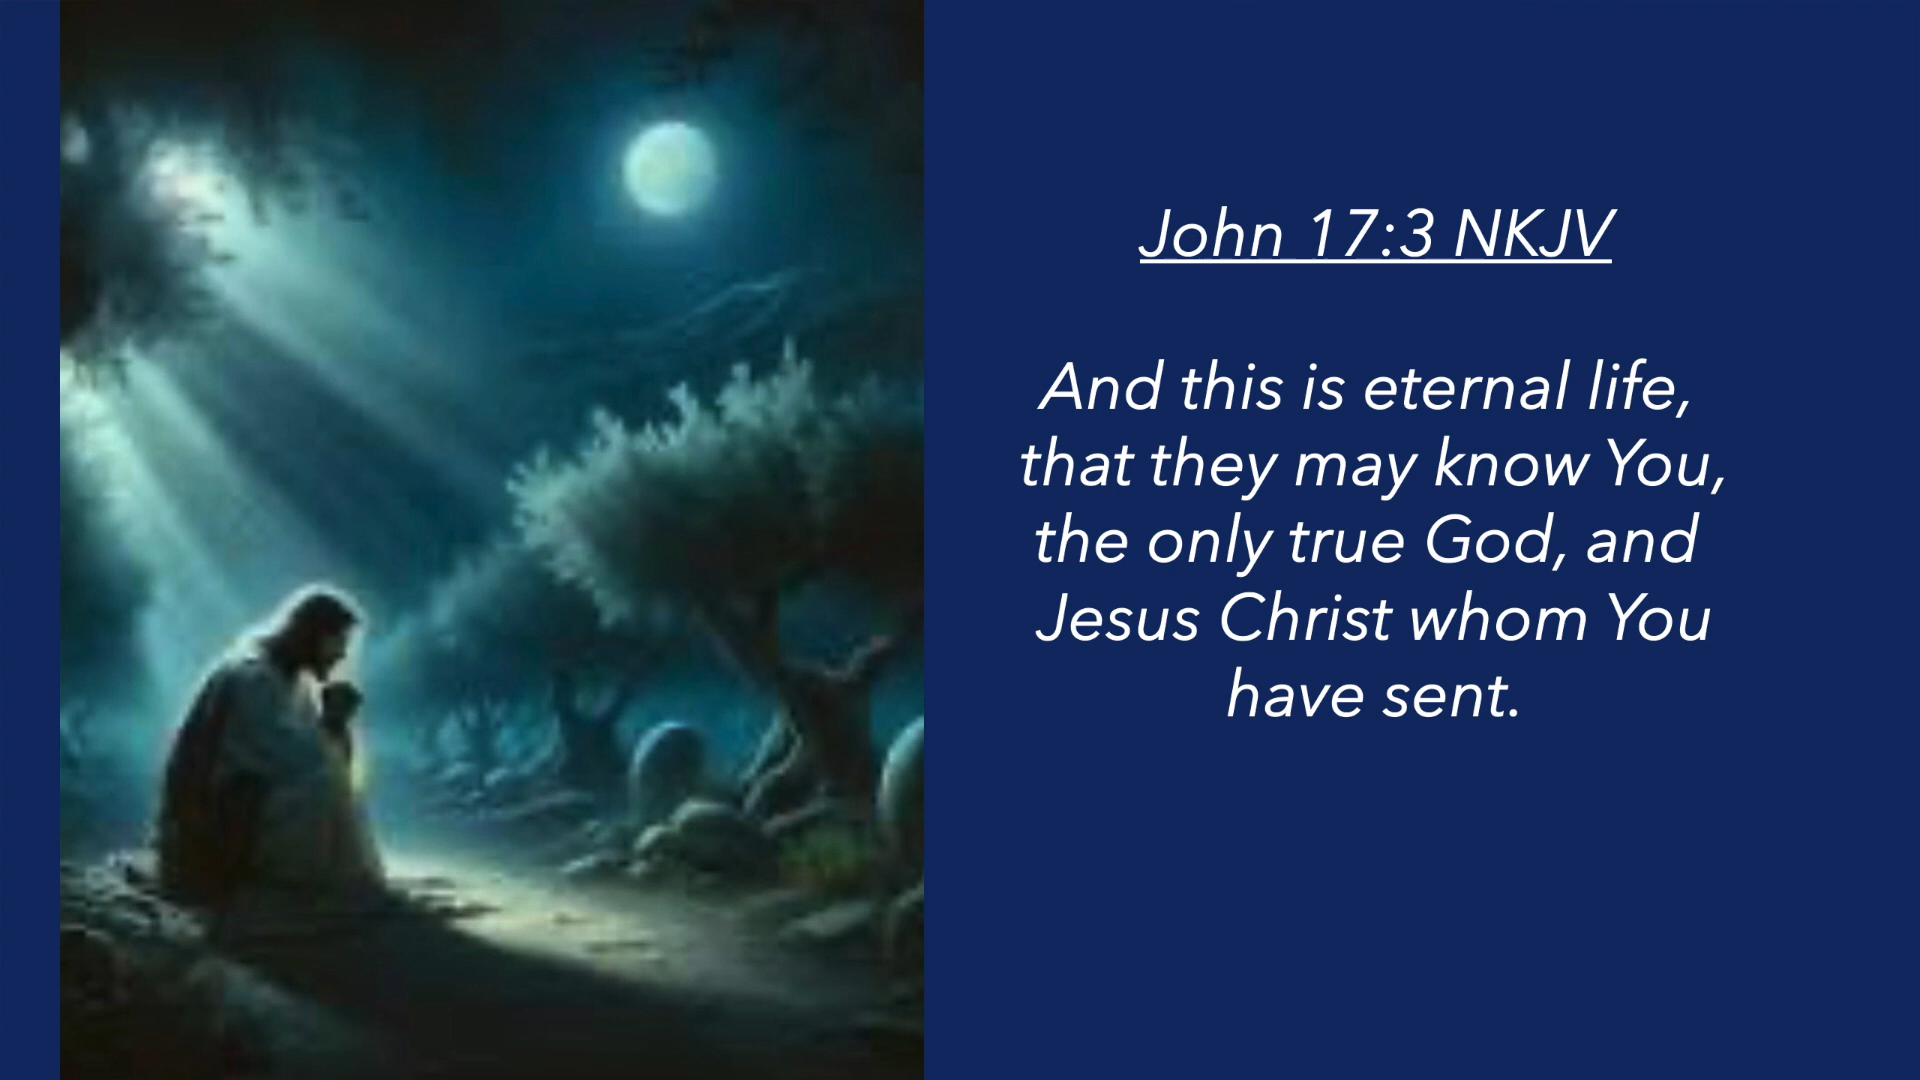 John 17:3 NKJV
And this is eternal life,
that they may know You,
the only true God, and
Jesus Christ whom You
have sent.